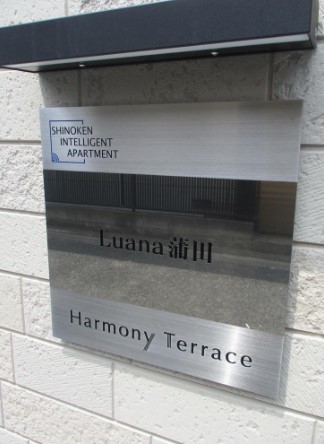 SHINOKEN
INTELLIGENT
APARTMENT
Luana蒲田
Harmony Terrace